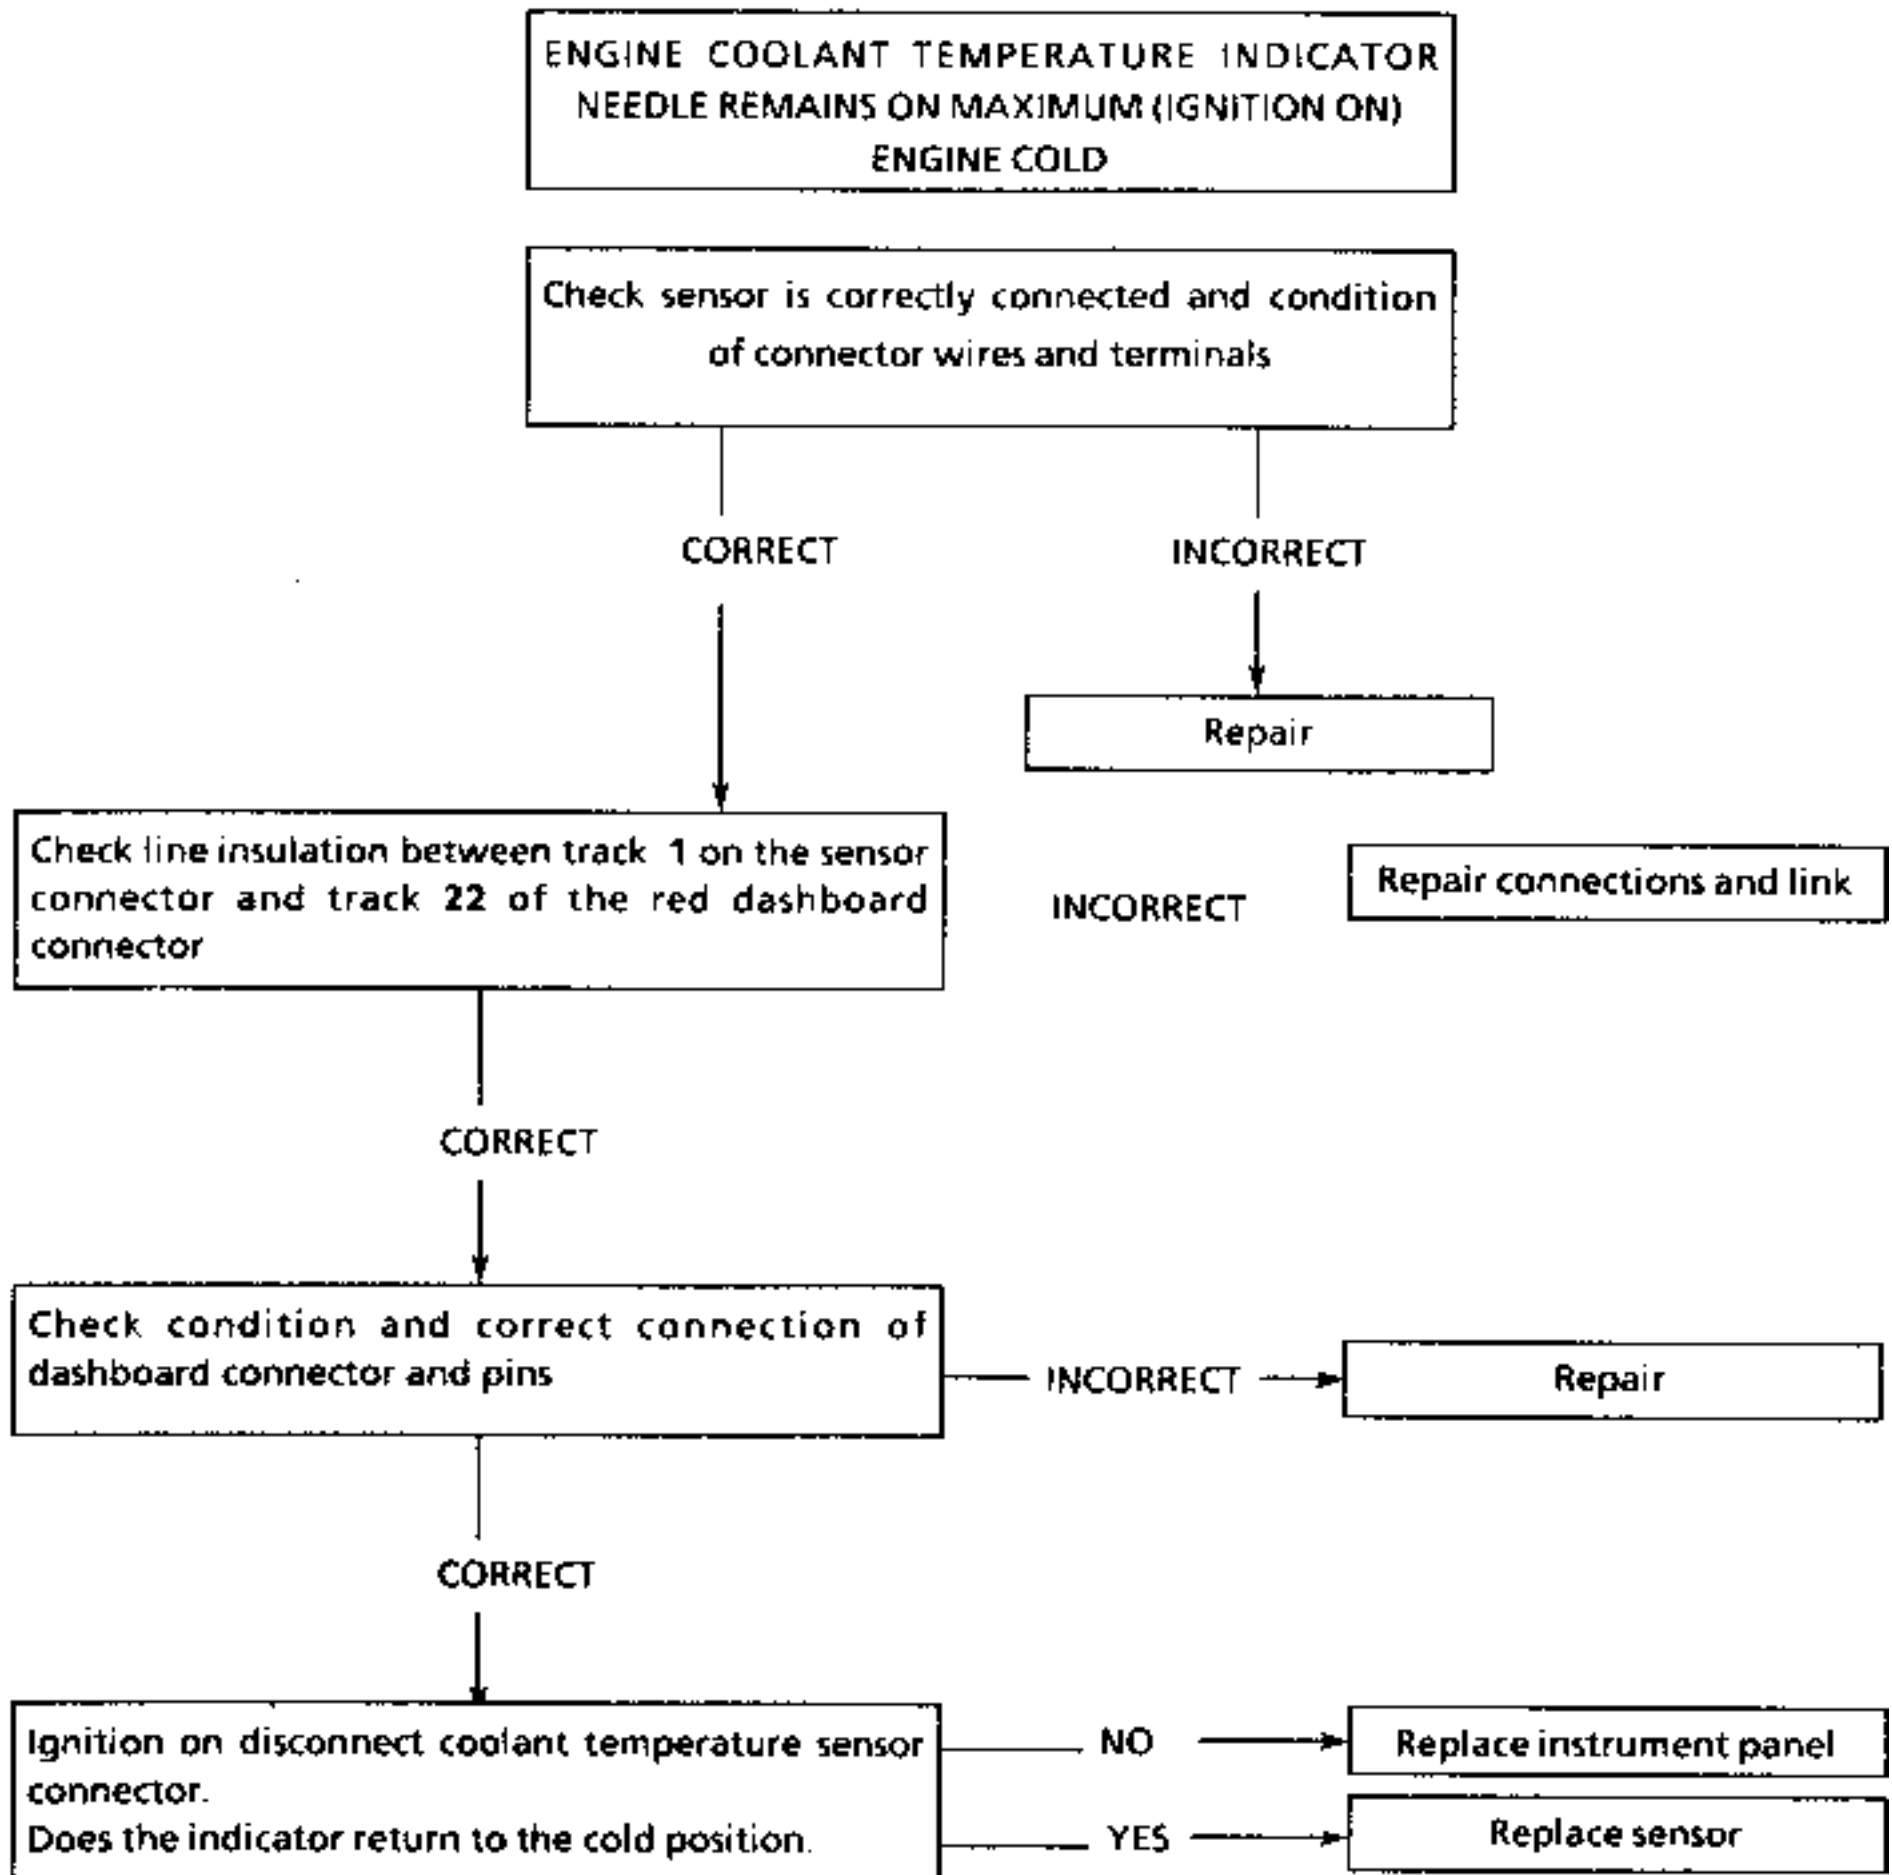 ENGINE COOLANT TEMPERATURE INDICATOR
NEEDLE REMAINS ON MAXIMUM (IGNITION ON)
ENGINE COLD
Check sensor is correctly connected and condition
of connector wires and terminals
CORRECT
INCORRECT
Repair
Check line insulation between track 1 on the sensor
connector and track 22 of the red dashboard
connector
INCORRECT
Repair connections and link
CORRECT
Check condition and correct connection of
dashboard connector and pins
INCORRECT
Repair
CORRECT
Ignition on disconnect coolant temperature sensor
connector.
Does the indicator return to the cold position.
NO
Replace instrument panel
YES
Replace sensor